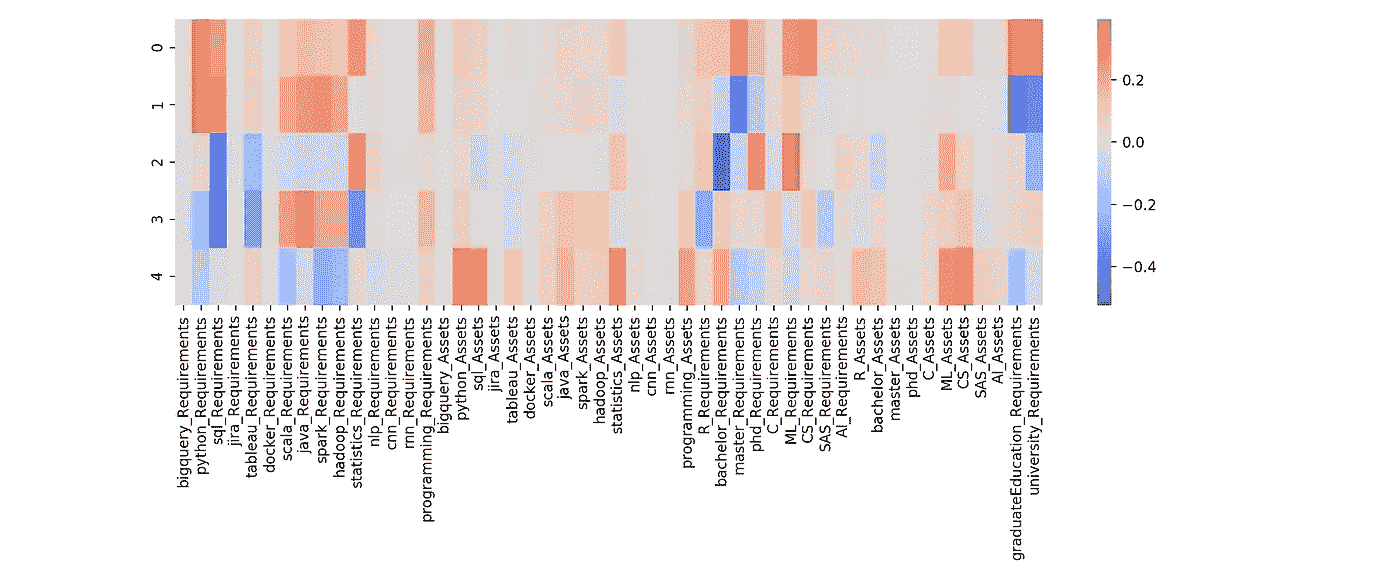 0
1
2
3
4
0.2
0.0
−0.2
−0.4
bigquery_Requirements
python_Requirements
sql_Requirements
jira_Requirements
tableau_Requirements
docker_Requirements
scala_Requirements
java_Requirements
spark_Requirements
hadoop_Requirements
statistics_Requirements
nlp_Requirements
cnn_Requirements
rnn_Requirements
programming_Requirements
bigquery_Assets
python_Assets
sql_Assets
jira_Assets
tableau_Assets
docker_Assets
scala_Assets
java_Assets
spark_Assets
hadoop_Assets
statistics_Assets
nlp_Assets
cnn_Assets
rnn_Assets
programming_Assets
R_Requirements
bachelor_Requirements
master_Requirements
phd_Requirements
C_Requirements
ML_Requirements
CS_Requirements
SAS_Requirements
AI_Requirements
R_Assets
bachelor_Assets
master_Assets
phd_Assets
C_Assets
ML_Assets
CS_Assets
SAS_Assets
AI_Assets
graduateEducation_Requirements
university_Requirements